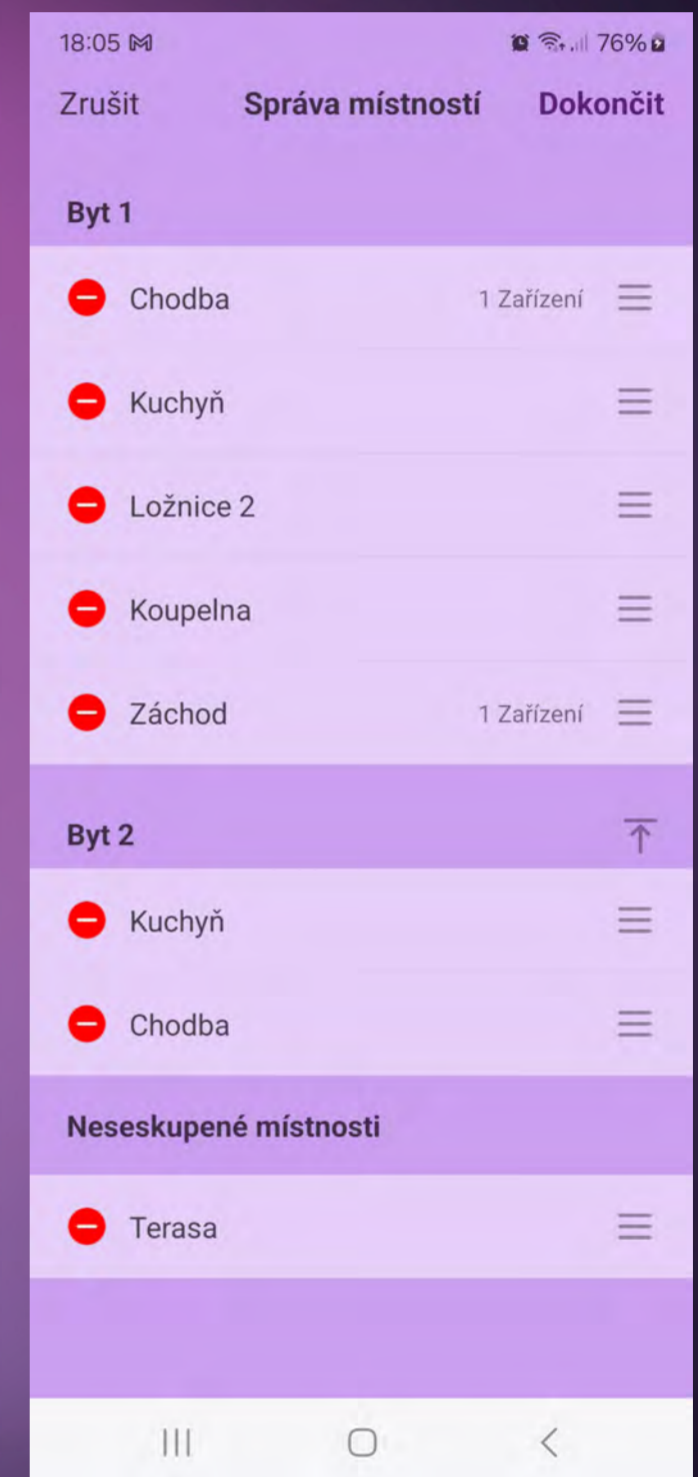 18:05 76%
Zrušit Správa místností Dokončit
Byt 1
Chodba 1 Zařízení
Kuchyň
Ložnice 2
Koupelna
Záchod 1 Zařízení
Byt 2
Kuchyň
Chodba
Neseskupené místnosti
Terasa